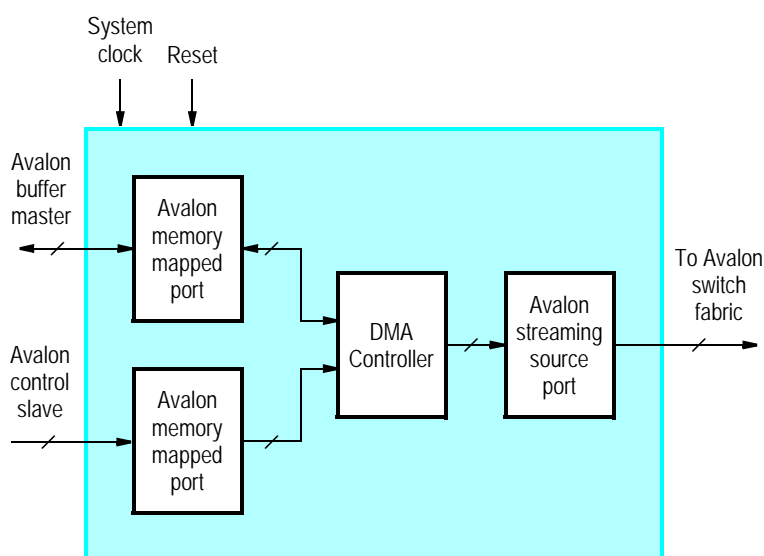 System
clock
Reset
Avalon
buffer
master
Avalon
memory
mapped
port
To Avalon
switch
fabric
DMA
Controller
Avalon
streaming
source
port
Avalon
control
slave
Avalon
memory
mapped
port